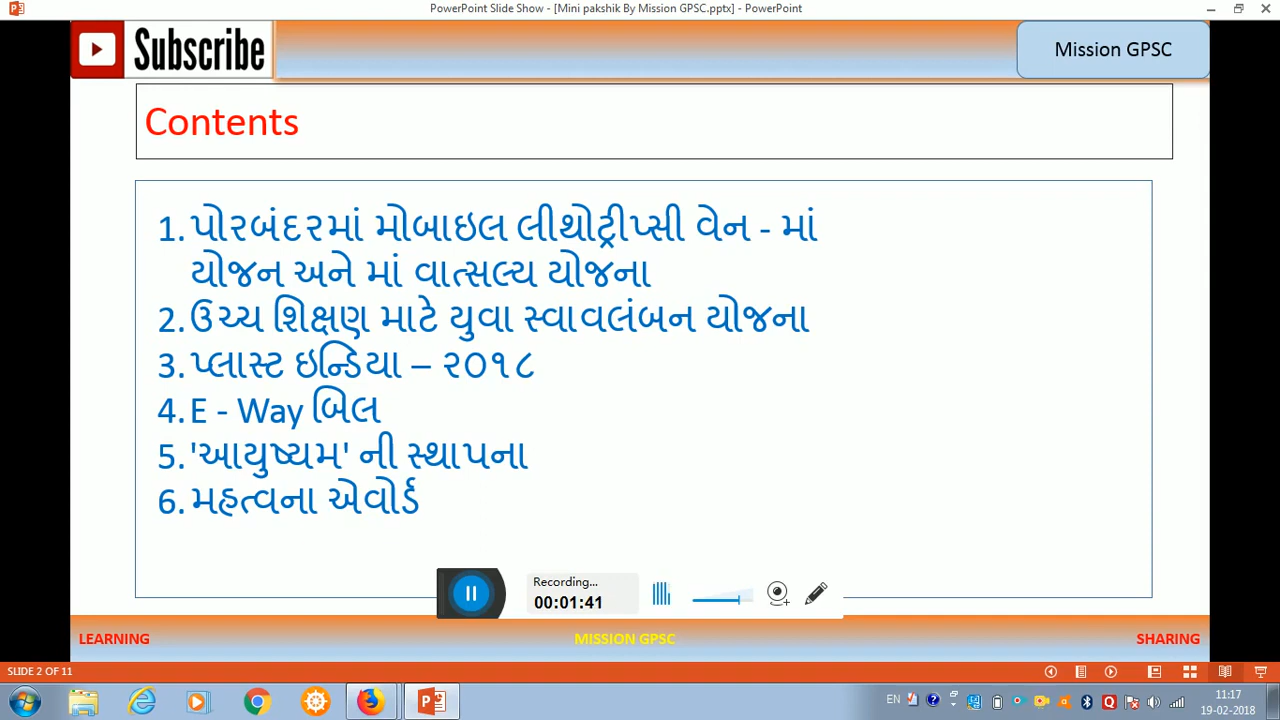 PowerPoint Slide Show - [Mini pakshik By Mission GPSC.pptx] - PowerPoint
Subscribe
Mission GPSC
Contents
1. પોરબંદરમાં મોબાઇલ લીથોટ્રીપ્સી વેન - માં
યોજન અને માં વાત્સલ્ય યોજના
2. ઉચ્ચ શિક્ષણ માટે યુવા સ્વાવલંબન યોજના
3. પ્લાસ્ટ ઇન્ડિયા – ૨૦૧૮
4. E - Way બિલ
5. 'આયુષ્યમ' ની સ્થાપના
6. મહત્વના એવોર્ડ
Recording...
00:01:41
LEARNING MISSION GPSC SHARING
SLIDE 2 OF 11
EN 11:17
19-02-2018